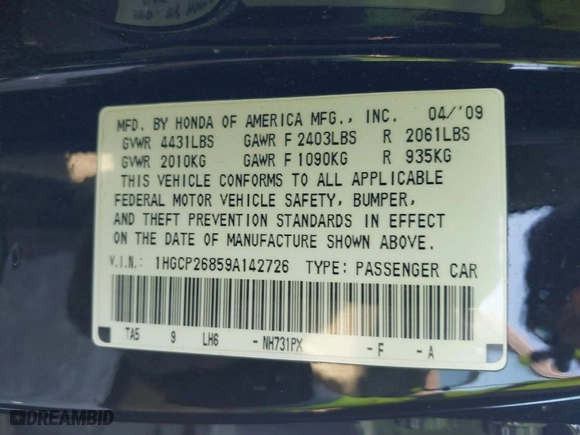 MFD. BY HONDA OF AMERICA MFG., INC. 04/'09
GVWR 4431LBS GAWR F 2403LBS R 2061LBS
GVWR 2010KG GAWR F 1090KG R 935KG
THIS VEHICLE CONFORMS TO ALL APPLICABLE
FEDERAL MOTOR VEHICLE SAFETY, BUMPER,
AND THEFT PREVENTION STANDARDS IN EFFECT
ON THE DATE OF MANUFACTURE SHOWN ABOVE.
V.I.N.: 1HGCP26859A142726 TYPE: PASSENGER CAR
TA5 9 LH6 - NH731PX - F - A
DREAMBID